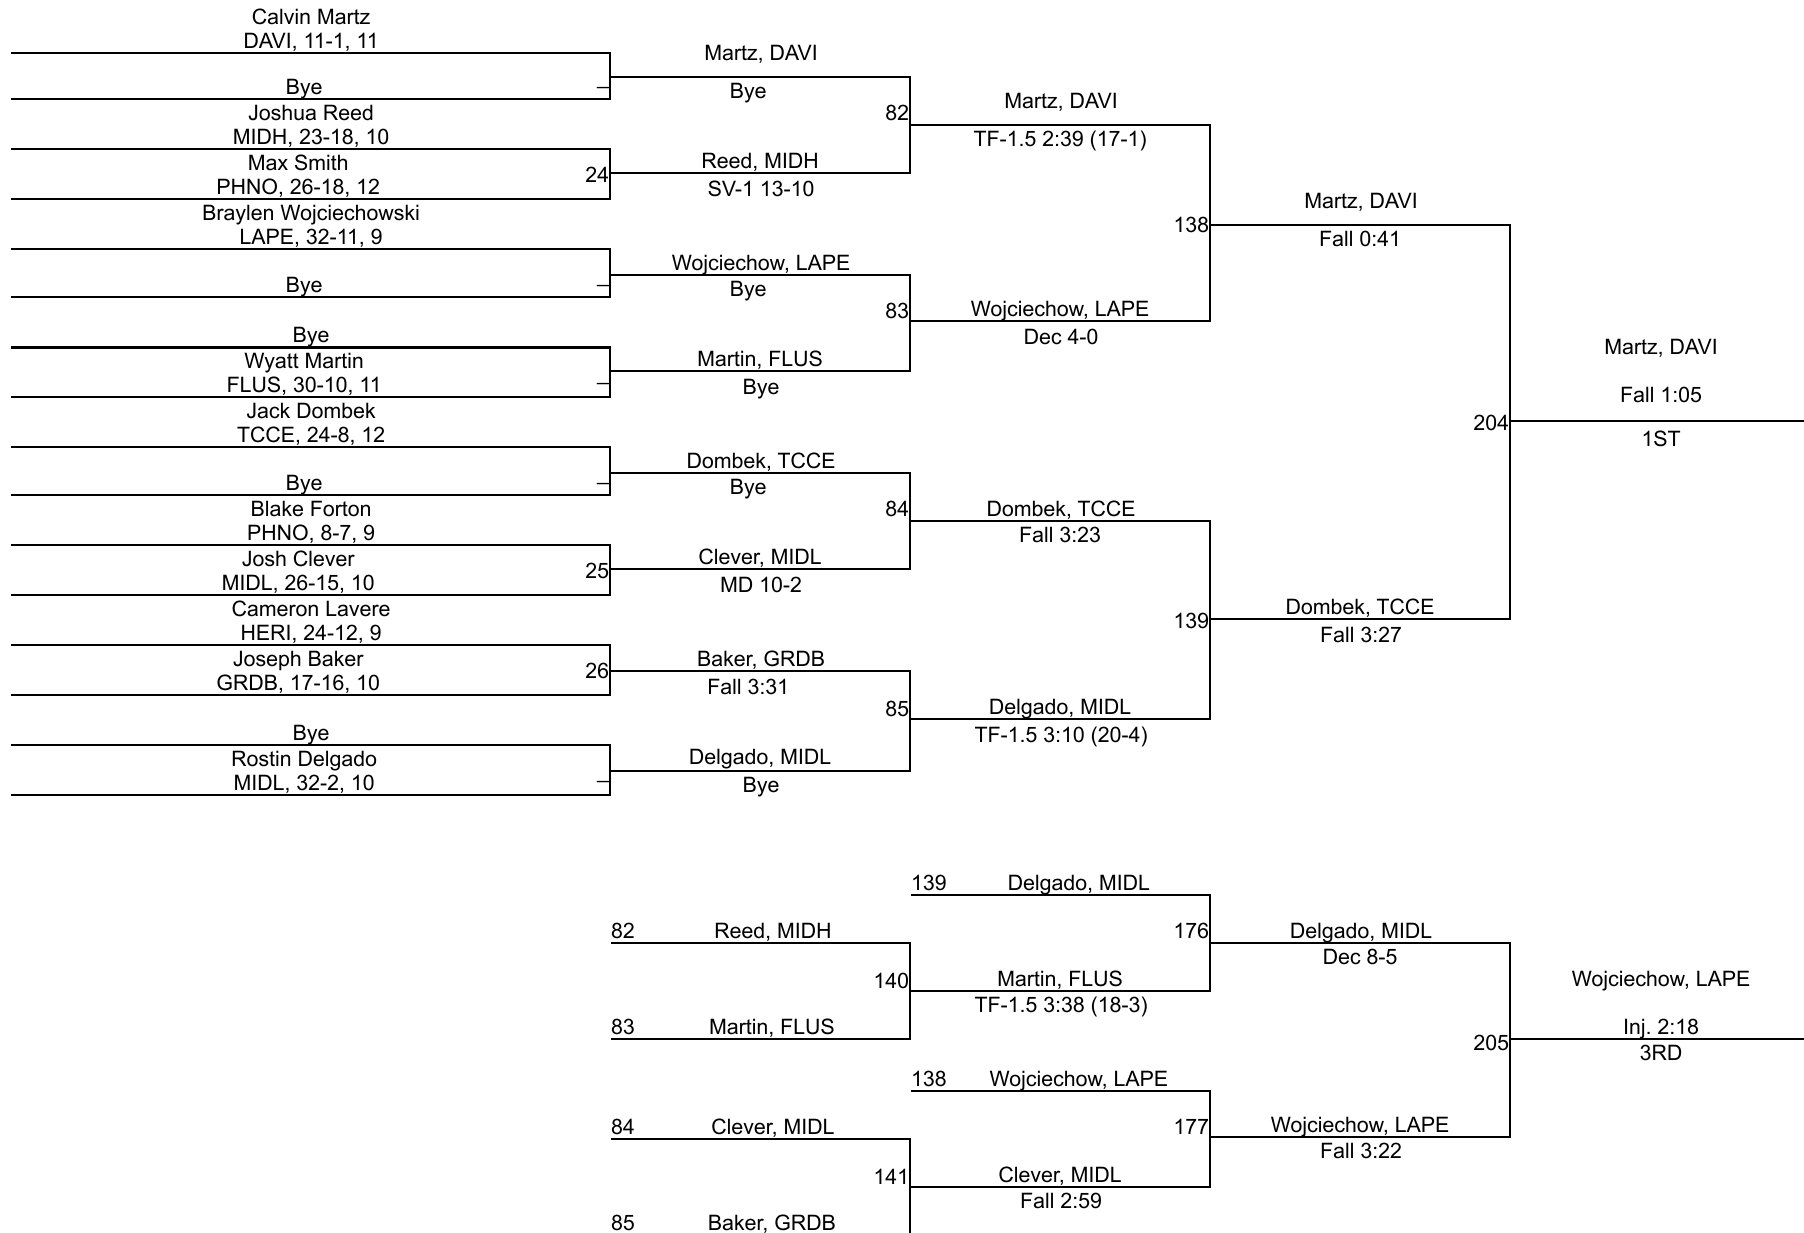 Calvin Martz
DAVI, 11-1, 11
Bye
Joshua Reed
MIDH, 23-18, 10
Max Smith
PHNO, 26-18, 12
24
Braylen Wojciechowski
LAPE, 32-11, 9
Bye
Bye
Wyatt Martin
FLUS, 30-10, 11
Jack Dombek
TCCE, 24-8, 12
Bye
Blake Forton
PHNO, 8-7, 9
Josh Clever
MIDL, 26-15, 10
25
Cameron Lavere
HERI, 24-12, 9
Joseph Baker
GRDB, 17-16, 10
26
Bye
Rostin Delgado
MIDL, 32-2, 10
Martz, DAVI
Bye
82
Reed, MIDH
SV-1 13-10
Wojciechow, LAPE
Bye
83
Martin, FLUS
Bye
Dombek, TCCE
Bye
84
Clever, MIDL
MD 10-2
Baker, GRDB
Fall 3:31
85
Delgado, MIDL
Bye
Martz, DAVI
TF-1.5 2:39 (17-1)
138
Wojciechow, LAPE
Dec 4-0
Dombek, TCCE
Fall 3:23
139
Delgado, MIDL
TF-1.5 3:10 (20-4)
Martz, DAVI
Fall 0:41
204
Dombek, TCCE
Fall 3:27
Martz, DAVI
Fall 1:05
1ST
139 Delgado, MIDL
82 Reed, MIDH
140
83 Martin, FLUS
Martin, FLUS
TF-1.5 3:38 (18-3)
176
138 Wojciechow, LAPE
84 Clever, MIDL
141
85 Baker, GRDB
Clever, MIDL
Fall 2:59
177
Delgado, MIDL
Dec 8-5
205
Wojciechow, LAPE
Fall 3:22
Wojciechow, LAPE
Inj. 2:18
3RD